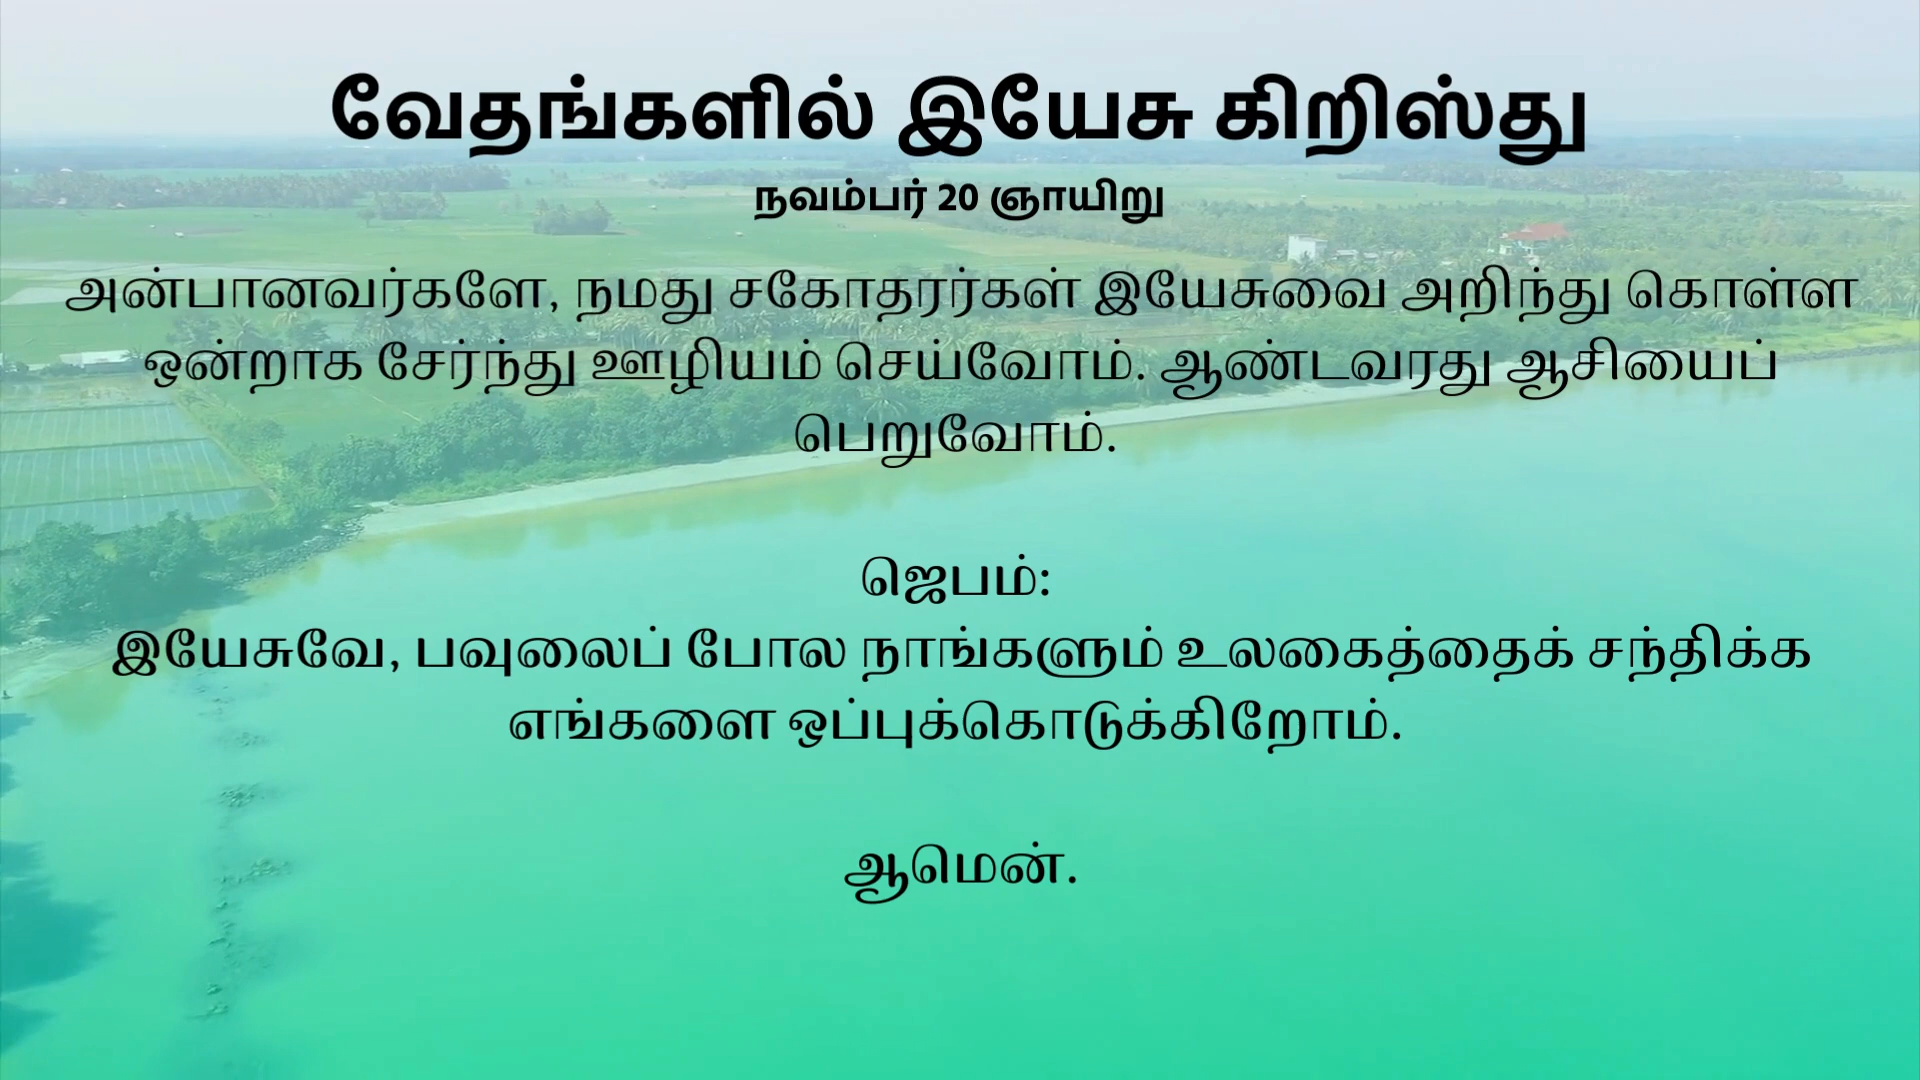 வேதங்களில் இயேசு கிறிஸ்து
நவம்பர் 20 ஞாயிறு
அன்பானவர்களே, நமது சகோதரர்கள் இயேசுவை அறிந்து கொள்ள
ஒன்றாக சேர்ந்து ஊழியம் செய்வோம். ஆண்டவரது ஆசியைப்
பெறுவோம்.
ஜெபம்:
இயேசுவே, பவுலைப் போல நாங்களும் உலகைத்தைக் சந்திக்க
எங்களை ஒப்புக்கொடுக்கிறோம்.
ஆமென்.